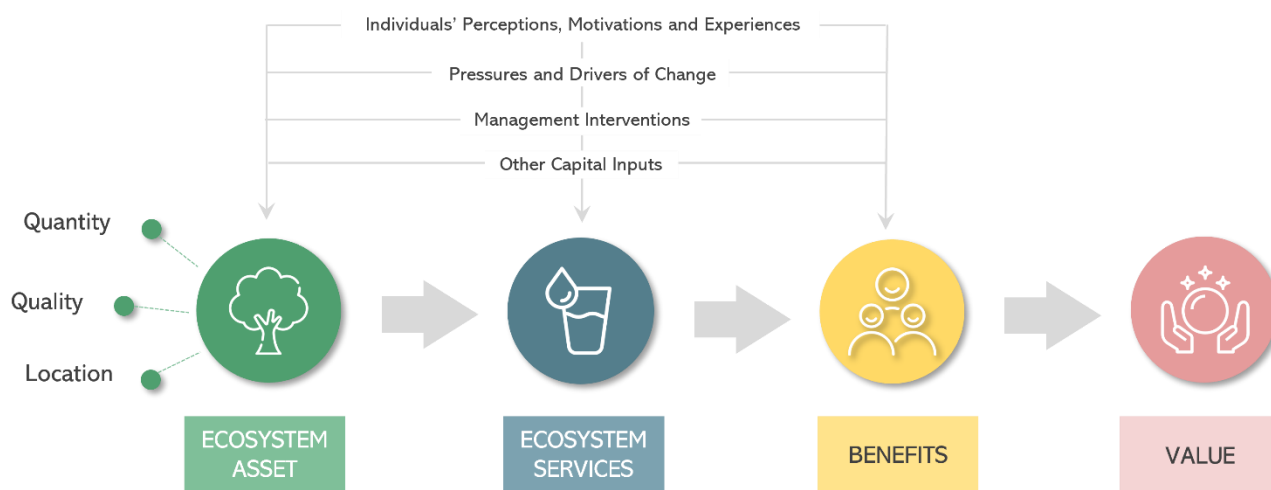 Individuals' Perceptions, Motivations and Experiences
Pressures and Drivers of Change
Management Interventions
Other Capital Inputs
Quantity
Quality
Location
ECOSYSTEM
ASSET
ECOSYSTEM
SERVICES
BENEFITS
VALUE